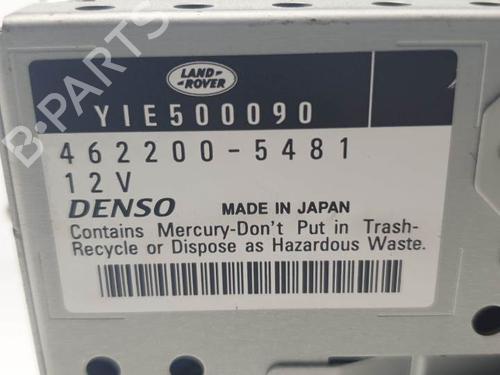 LAND-
ROVER
YIE500090
462200-5481
12V
DENSO MADE IN JAPAN
Contains Mercury-Don't Put in Trash-
Recycle or Dispose as Hazardous Waste.
B-PARTS